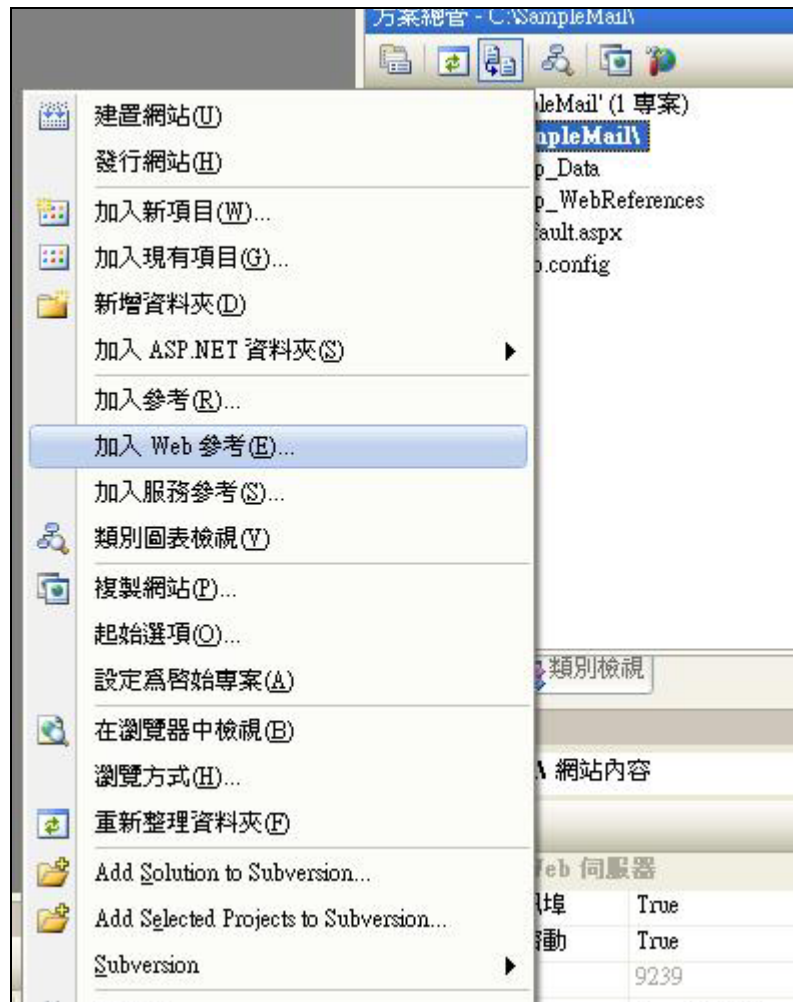 方案總管 - C:\SampleMail\
建置網站(U)
發行網站(H)
加入新項目(W)...
加入現有項目(G)...
新增資料夾(D)
加入 ASP.NET 資料夾(S)
加入參考(R)...
加入 Web 參考(E)...
加入服務參考(S)...
類別圖表檢視(V)
複製網站(P)...
起始選項(O)...
設定為啟始專案(A)
在瀏覽器中檢視(B)
瀏覽方式(H)...
重新整理資料夾(F)
Add Solution to Subversion...
Add Selected Projects to Subversion...
Subversion
leMail' (1 專案)
mpleMail\
p_Data
p_WebReferences
fault.aspx
b.config
類別檢視
\ 網站內容
Web 伺服器
True
True
9239